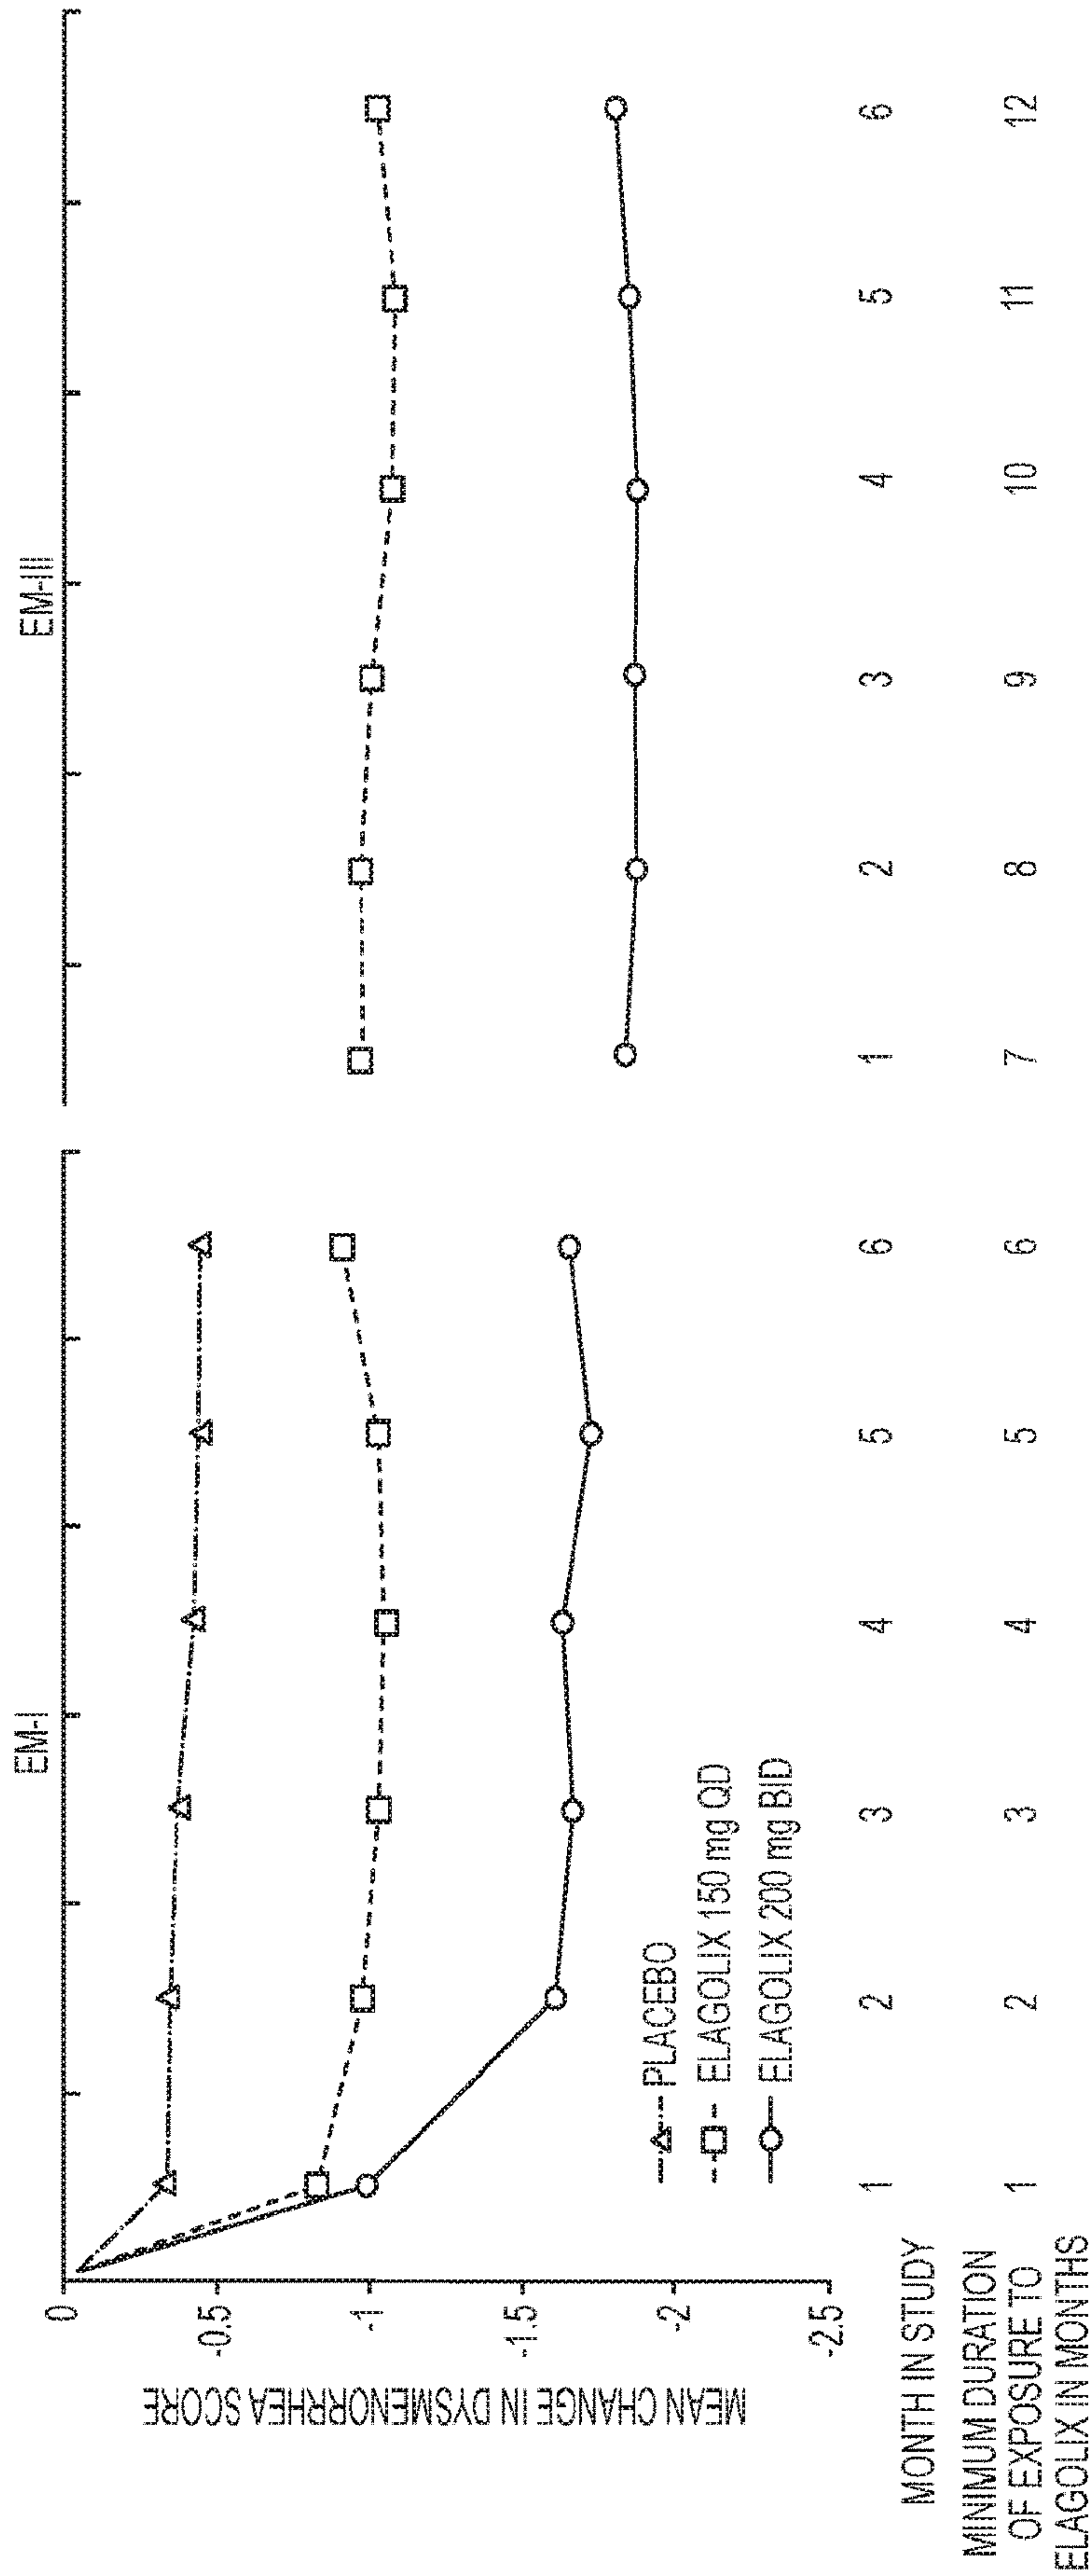 EM-I
EM-III
0
-0.5
-1
-1.5
-2
-2.5
MEAN CHANGE IN DYSMENORRHEA SCORE
PLACEBO
ELAGOLIX 150 mg QD
ELAGOLIX 200 mg BID
MONTH IN STUDY 1 2 3 4 5 6 1 2 3 4 5 6
MINIMUM DURATION
OF EXPOSURE TO 1 2 3 4 5 6 7 8 9 10 11 12
ELAGOLIX IN MONTHS